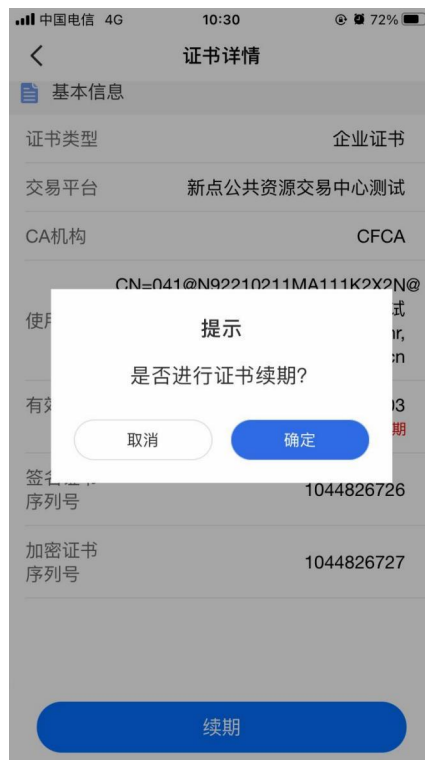 中国电信 4G 10:30 72%
证书详情
基本信息
证书类型 企业证书
交易平台 新点公共资源交易中心测试
CA机构 CFCA
CN=041@N92210211MA111K2X2N@
提示
是否进行证书续期?
取消 确定
期
序列号
1044826726
加密证书
序列号
1044826727
续期